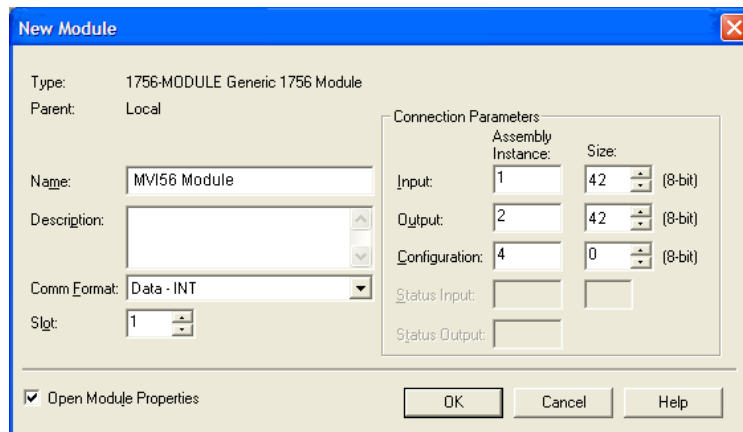 New Module
Type: 1756-MODULE Generic 1756 Module
Parent: Local
Connection Parameters
Assembly Instance: Size:
Name: MVI56 Module
Input: 1 42 (8-bit)
Description:
Output: 2 42 (8-bit)
Configuration: 4 0 (8-bit)
Comm Format: Data - INT
Status Input:
Slot: 1
Status Output:
Open Module Properties
OK Cancel Help